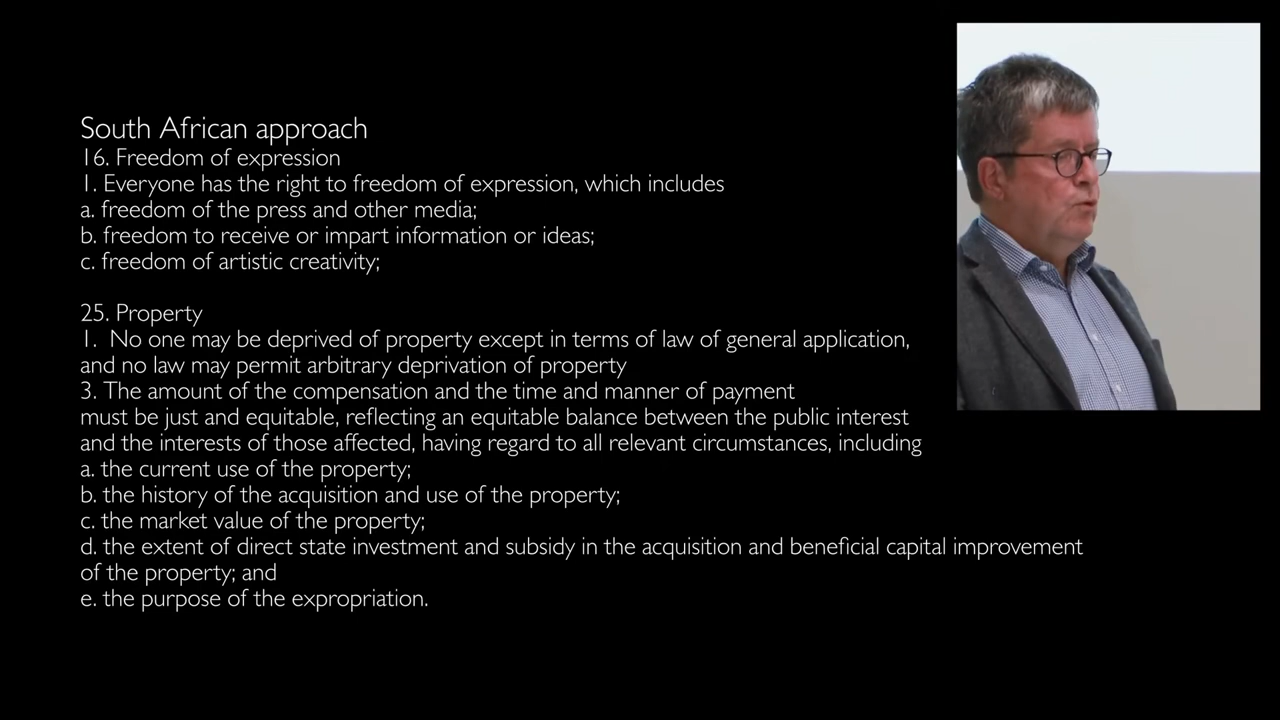 South African approach
16. Freedom of expression
1. Everyone has the right to freedom of expression, which includes
a. freedom of the press and other media;
b. freedom to receive or impart information or ideas;
c. freedom of artistic creativity;
25. Property
1.  No one may be deprived of property except in terms of law of general application,
and no law may permit arbitrary deprivation of property
3. The amount of the compensation and the time and manner of payment
must be just and equitable, reflecting an equitable balance between the public interest
and the interests of those affected, having regard to all relevant circumstances, including
a. the current use of the property;
b. the history of the acquisition and use of the property;
c. the market value of the property;
d. the extent of direct state investment and subsidy in the acquisition and beneficial capital improvement
of the property; and
e. the purpose of the expropriation.